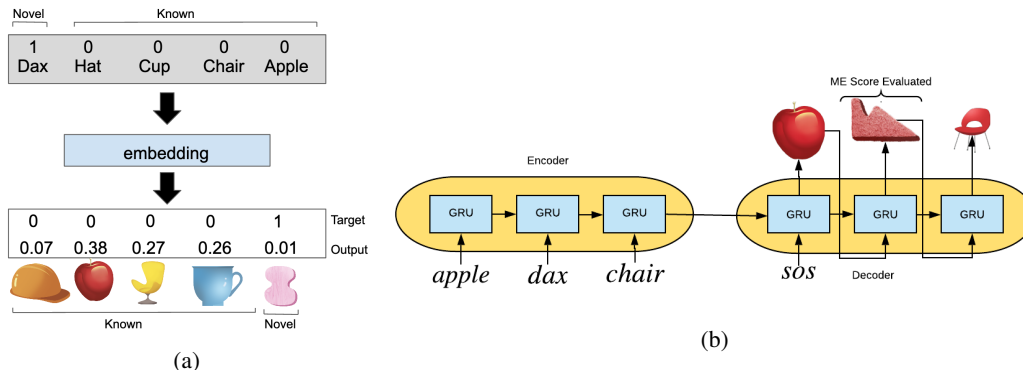 Novel Known
1 0 0 0 0
Dax Hat Cup Chair Apple
embedding
0 0 0 0 1 Target
0.07 0.38 0.27 0.26 0.01 Output
Known Novel
(a)
ME Score Evaluated
Encoder
GRU GRU GRU GRU GRU GRU
apple dax chair sos
Decoder
(b)